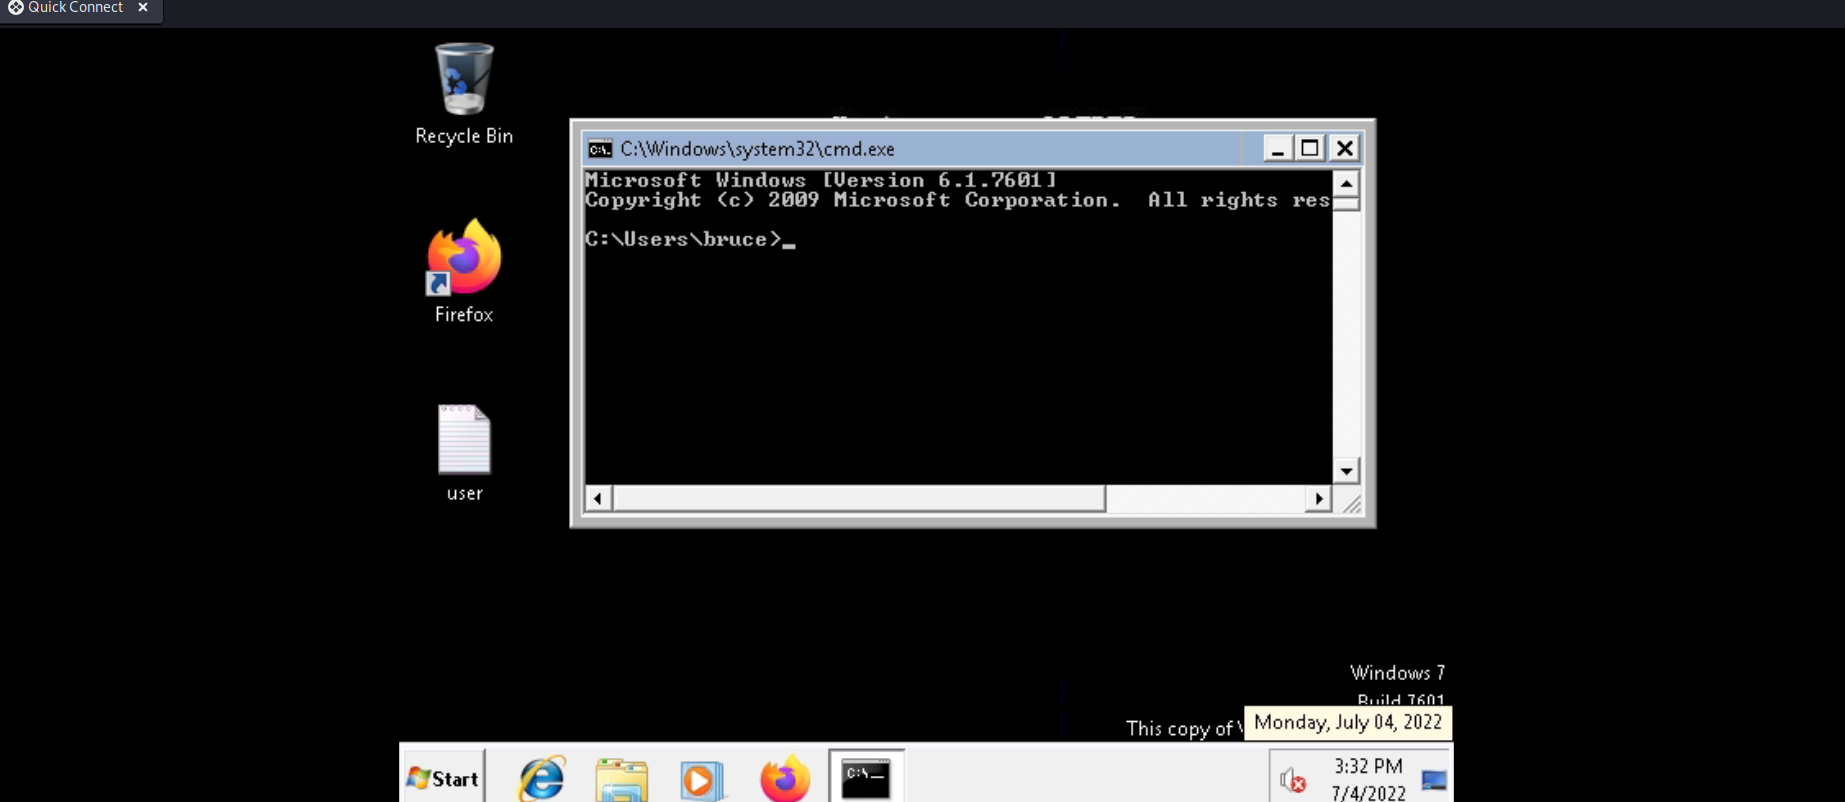 Quick Connect
Recycle Bin
C:\Windows\system32\cmd.exe
Microsoft Windows [Version 6.1.7601]
Copyright (c) 2009 Microsoft Corporation.  All rights res
C:\Users\bruce>
Firefox
user
Windows 7
Build 7601
This copy of
Monday, July 04, 2022
Start
C:\
3:32 PM
7/4/2022